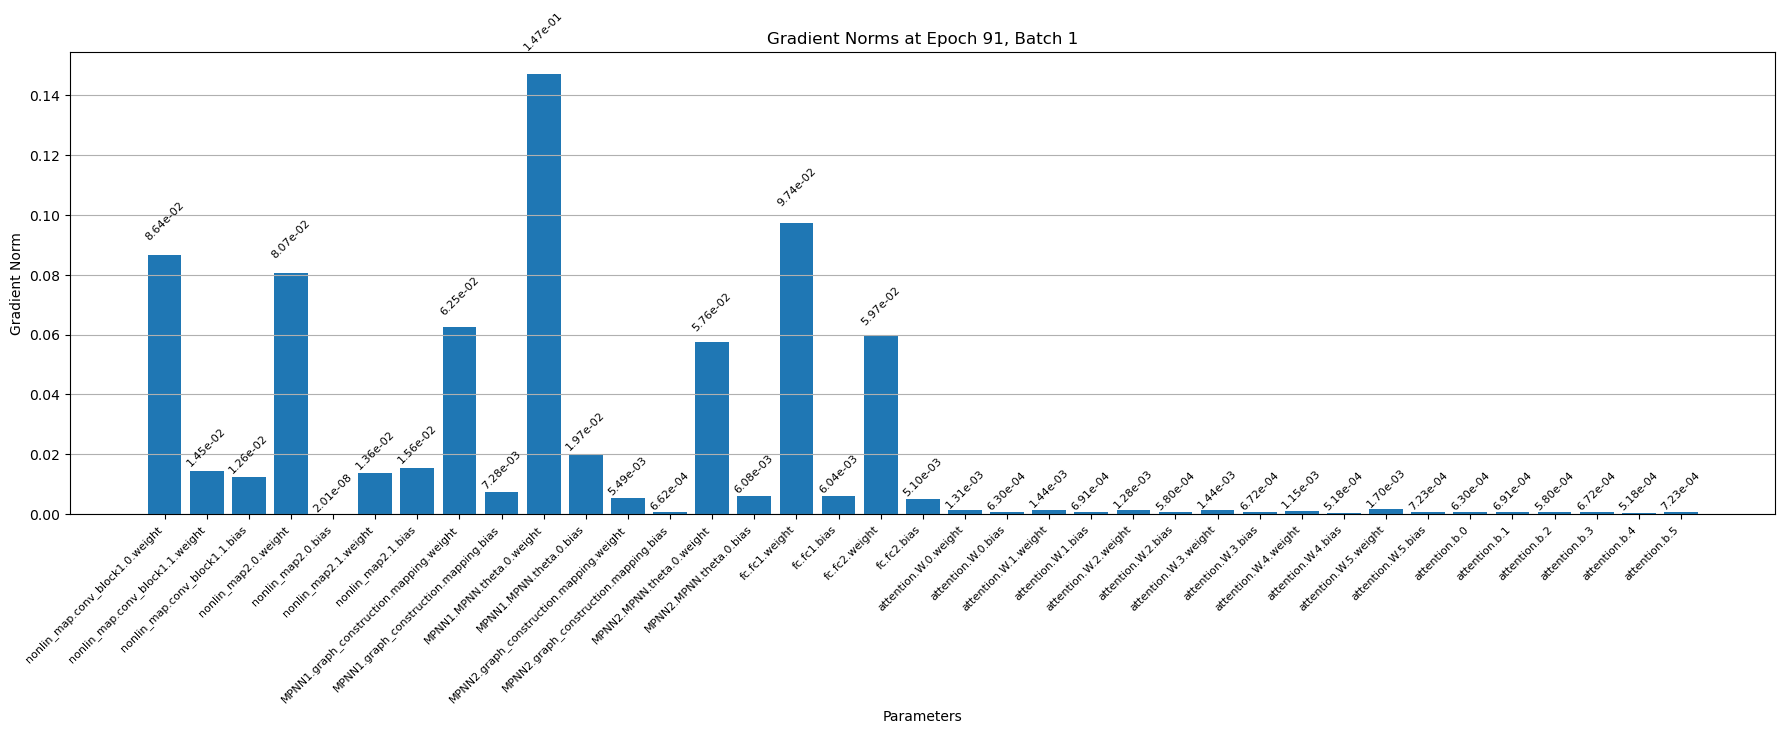 Gradient Norms at Epoch 91, Batch 1
Gradient Norm
0.14
0.12
0.10
0.08
0.06
0.04
0.02
0.00
8.64e-02
1.45e-02
1.26e-02
8.07e-02
2.01e-08
1.36e-02
1.56e-02
6.25e-02
7.28e-03
1.47e-01
1.97e-02
5.49e-03
6.62e-04
5.76e-02
6.08e-03
9.74e-02
6.04e-03
5.97e-02
5.10e-03
1.31e-03
6.30e-04
1.44e-03
6.91e-04
1.28e-03
5.80e-04
1.44e-03
6.72e-04
1.15e-03
5.18e-04
1.70e-03
7.23e-04
6.30e-04
6.91e-04
5.80e-04
6.72e-04
5.18e-04
7.23e-04
nonlin_map.conv_block1.0.weight
nonlin_map.conv_block1.1.weight
nonlin_map.conv_block1.1.bias
nonlin_map2.0.weight
nonlin_map2.0.bias
nonlin_map2.1.weight
nonlin_map2.1.bias
MPNN1.graph_construction.mapping.weight
MPNN1.graph_construction.mapping.bias
MPNN1.MPNN.theta.0.weight
MPNN1.MPNN.theta.0.bias
MPNN2.graph_construction.mapping.weight
MPNN2.graph_construction.mapping.bias
MPNN2.MPNN.theta.0.weight
MPNN2.MPNN.theta.0.bias
fc.fc1.weight
fc.fc1.bias
fc.fc2.weight
fc.fc2.bias
attention.W.0.weight
attention.W.0.bias
attention.W.1.weight
attention.W.1.bias
attention.W.2.weight
attention.W.2.bias
attention.W.3.weight
attention.W.3.bias
attention.W.4.weight
attention.W.4.bias
attention.W.5.weight
attention.W.5.bias
attention.b.0
attention.b.1
attention.b.2
attention.b.3
attention.b.4
attention.b.5
Parameters